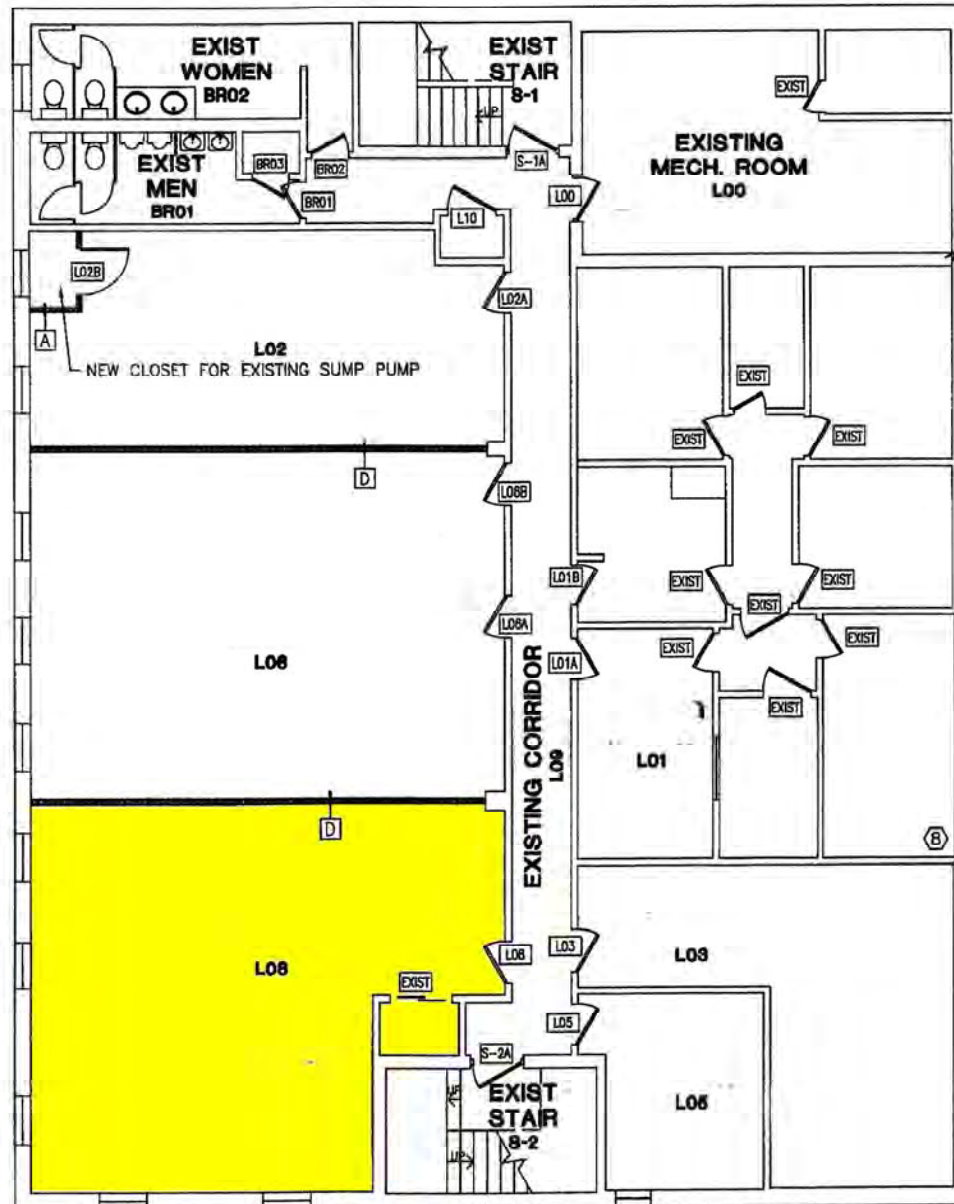 EXIST
WOMEN
BR02
EXIST
STAIR
S-1
UP
EXIST
EXISTING
MECH. ROOM
L00
BR03
BR02
EXIST
MEN
BR01
BR01
S-1A
L00
L10
L02B
L02A
A
L02
NEW CLOSET FOR EXISTING SUMP PUMP
EXIST
EXIST
EXIST
D
L06B
L01B
EXIST
EXIST
L06A
EXIST
L06
L01A
EXIST
EXIST
EXIST
EXISTING CORRIDOR
L09
L01
D
B
L08
L08
L03
L03
EXIST
L05
S-2A
EXIST
STAIR
S-2
UP
L05